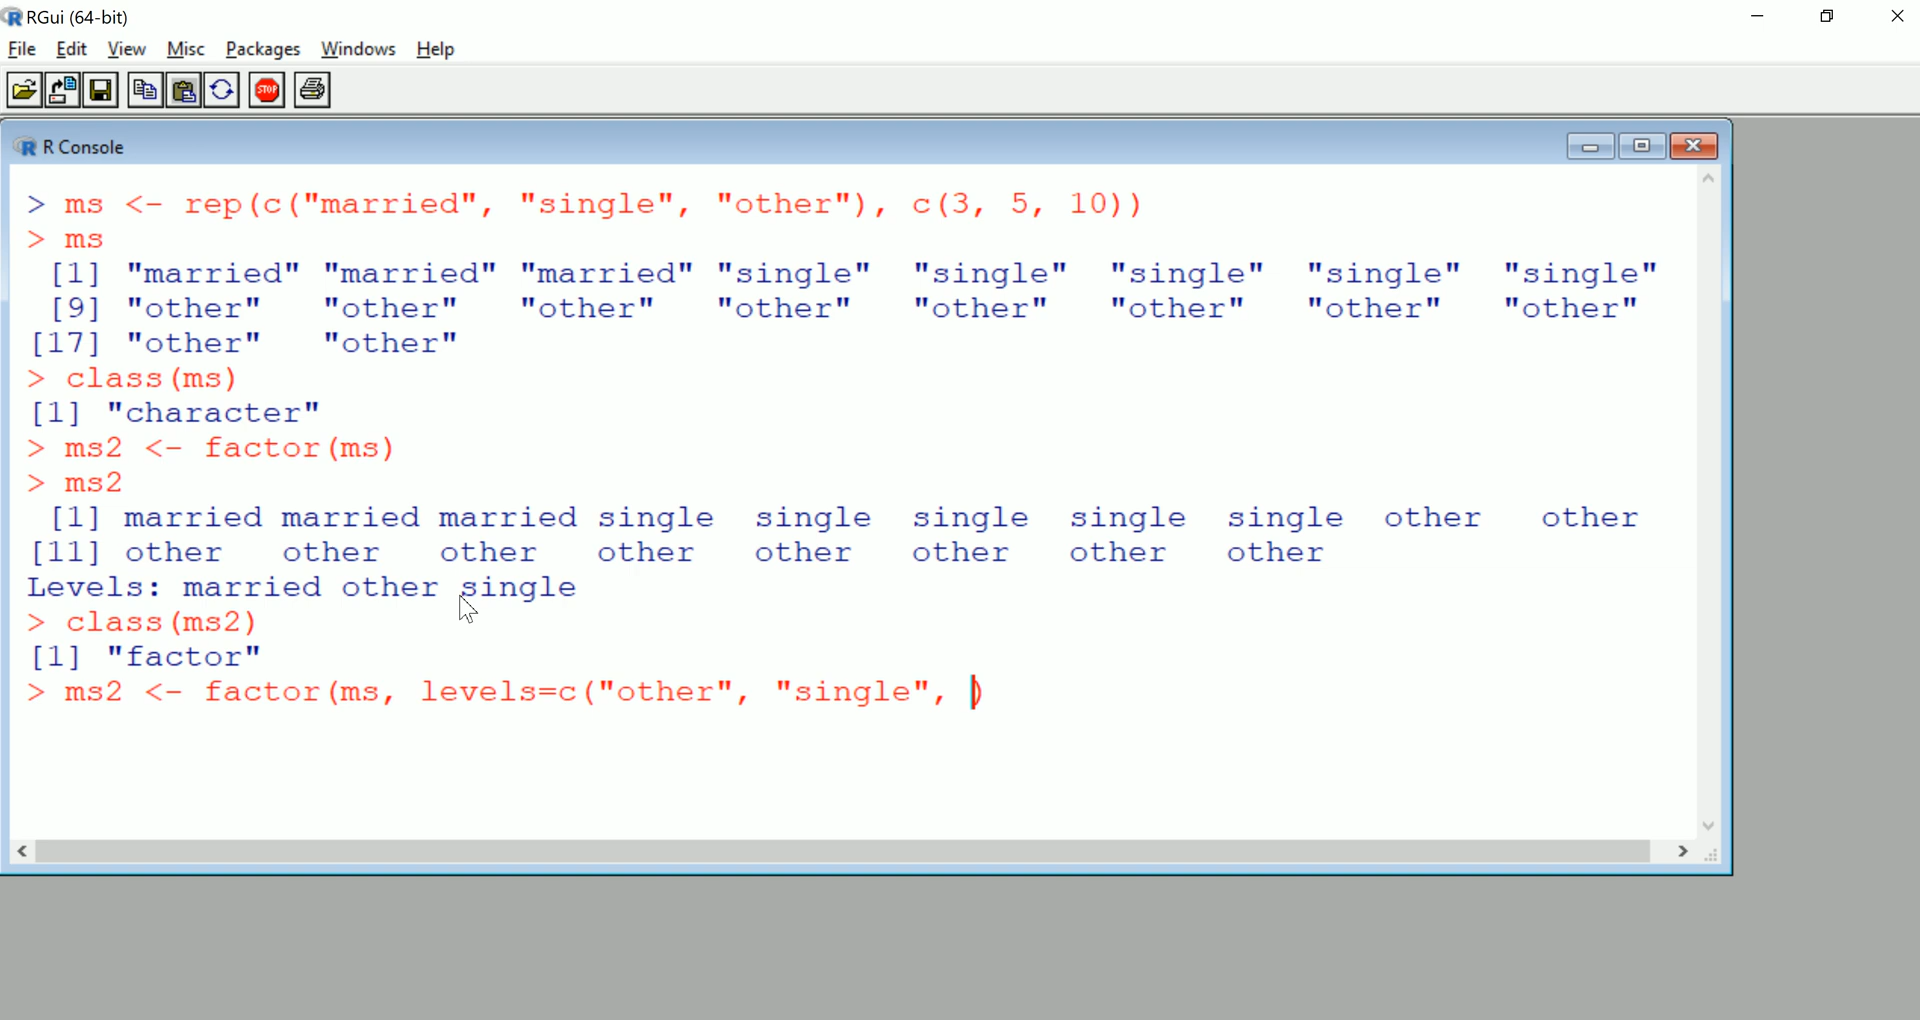 RGui (64-bit)
File Edit View Misc Packages Windows Help
STOP
R Console
> ms <- rep(c("married", "single", "other"), c(3, 5, 10))
> ms
 [1] "married" "married" "married" "single"  "single"  "single"  "single"  "single"
 [9] "other"   "other"   "other"   "other"   "other"   "other"   "other"   "other"
[17] "other"   "other"
> class(ms)
[1] "character"
> ms2 <- factor(ms)
> ms2
 [1] married married married single  single  single  single  single  other   other
[11] other   other   other   other   other   other   other   other
Levels: married other single
> class(ms2)
[1] "factor"
> ms2 <- factor(ms, levels=c("other", "single", )